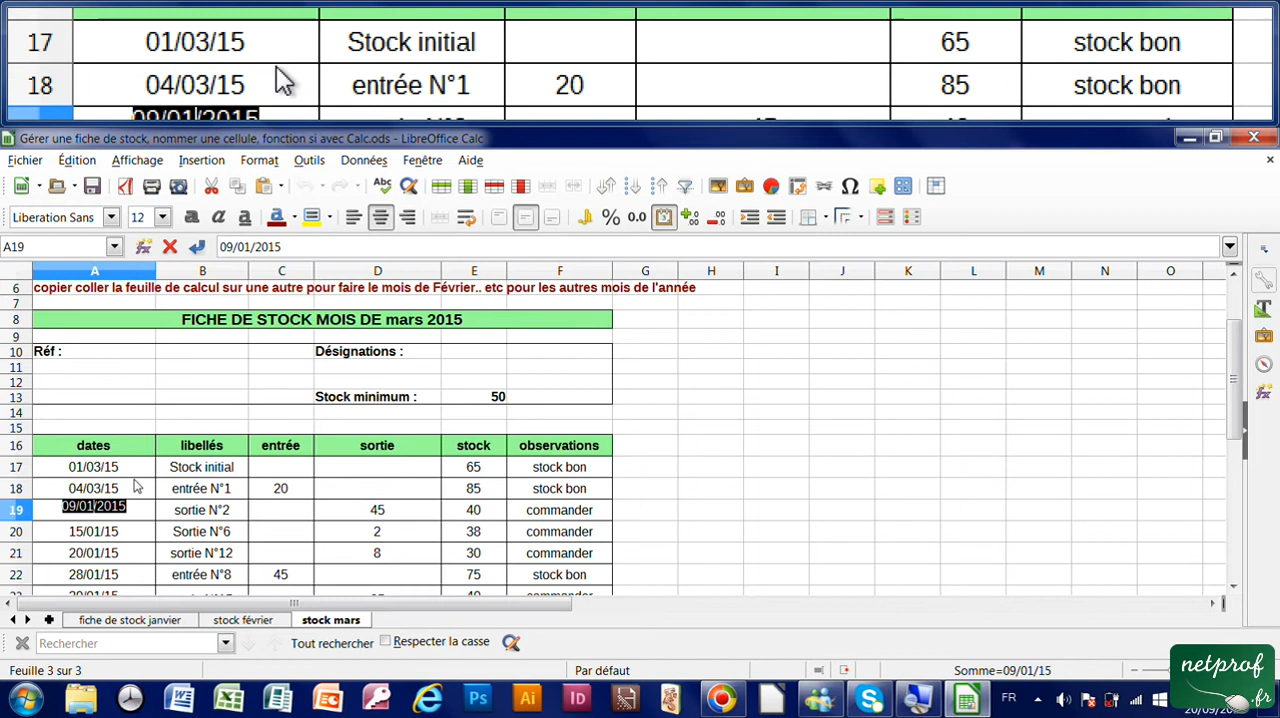 17 01/03/15 Stock initial 65 stock bon
18 04/03/15 entrée N°1 20 85 stock bon
09/01/2015
Gérer une fiche de stock, nommer une cellule, fonction si avec Calc.ods - LibreOffice Calc
Fichier Édition Affichage Insertion Format Outils Données Fenêtre Aide
Liberation Sans 12
A19 09/01/2015
A B C D E F G H I J K L M N O
6 copier coller la feuille de calcul sur une autre pour faire le mois de Février.. etc pour les autres mois de l'année
7
8 FICHE DE STOCK MOIS DE mars 2015
9
10 Réf : Désignations :
11
12
13 Stock minimum : 50
14
15
16 dates libellés entrée sortie stock observations
17 01/03/15 Stock initial 65 stock bon
18 04/03/15 entrée N°1 20 85 stock bon
19 09/01/2015 sortie N°2 45 40 commander
20 15/01/15 Sortie N°6 2 38 commander
21 20/01/15 sortie N°12 8 30 commander
22 28/01/15 entrée N°8 45 75 stock bon
fiche de stock janvier stock février stock mars
Rechercher Tout rechercher Respecter la casse
Feuille 3 sur 3 Par défaut Somme=09/01/15
netprof
.fr
Ps Ai Id FR